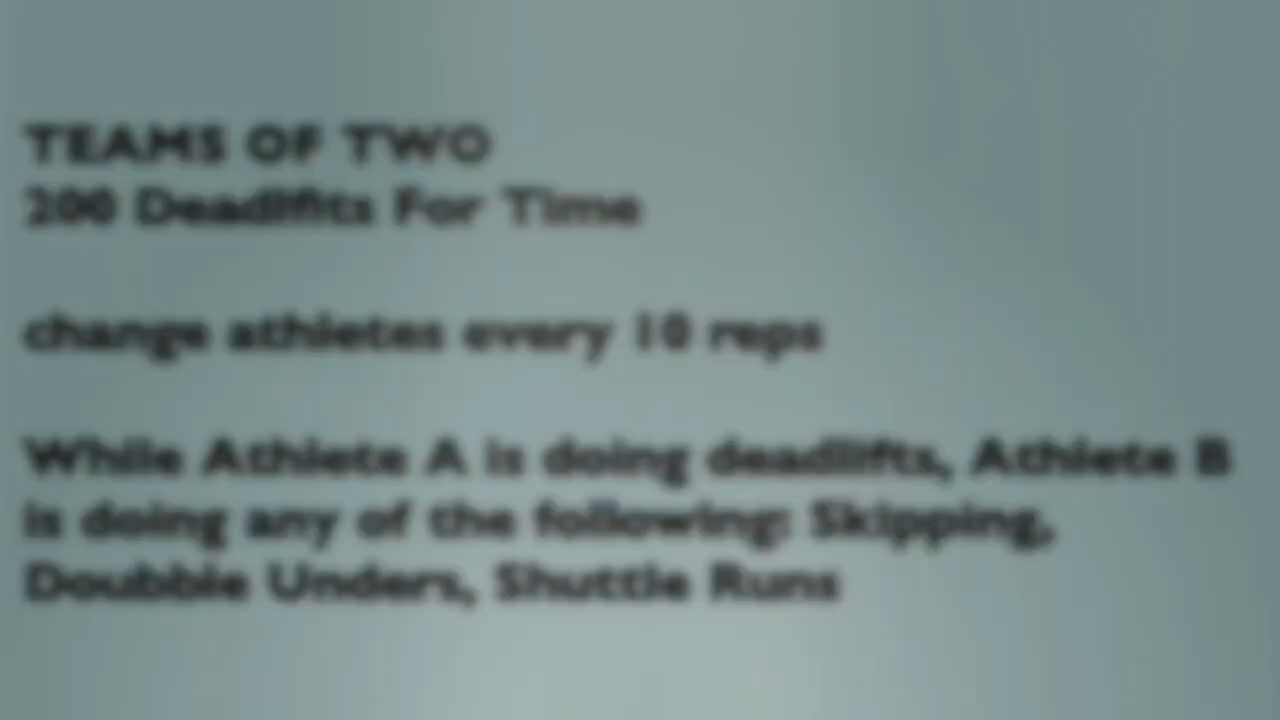 TEAMS OF TWO
200 Deadlifts For Time
change athletes every 10 reps
While Athlete A is doing deadlifts, Athlete B
is doing any of the following: Skipping,
Doubble Unders, Shuttle Runs